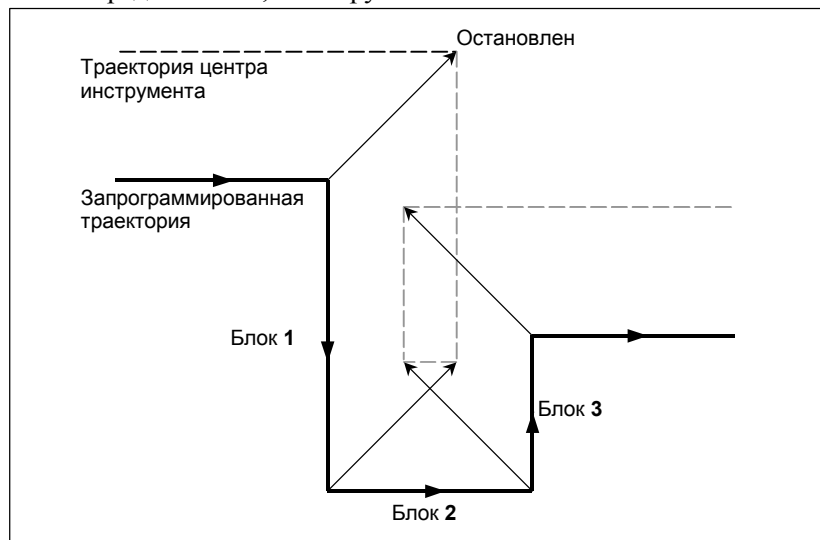 Остановлен
Траектория центра
инструмента
Запрограммированная
траектория
Блок 1
Блок 3
Блок 2